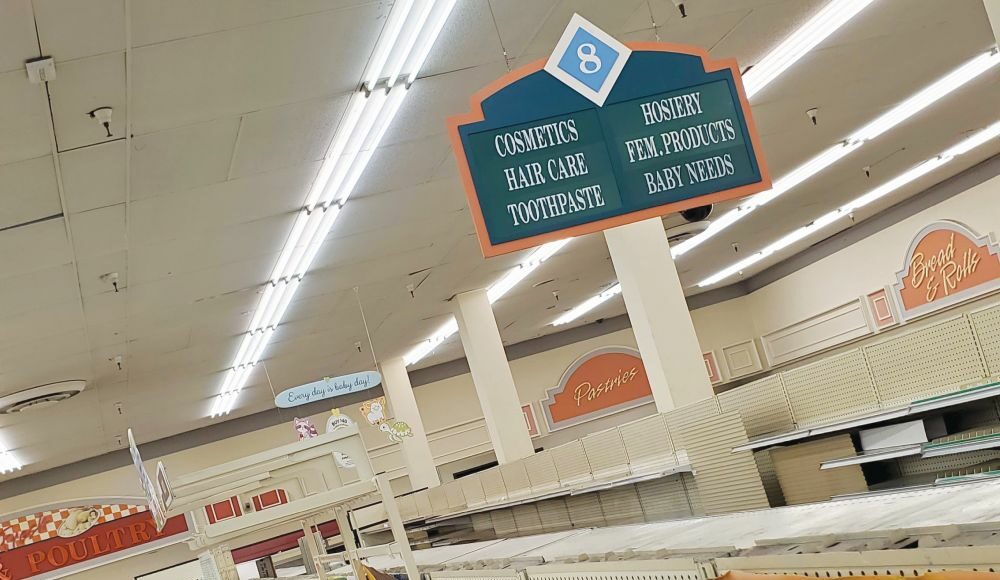 8
COSMETICS
HAIR CARE
TOOTHPASTE
HOSIERY
FEM. PRODUCTS
BABY NEEDS
Bread
& Rolls
Pastries
Every day is baby day!
& POULTRY